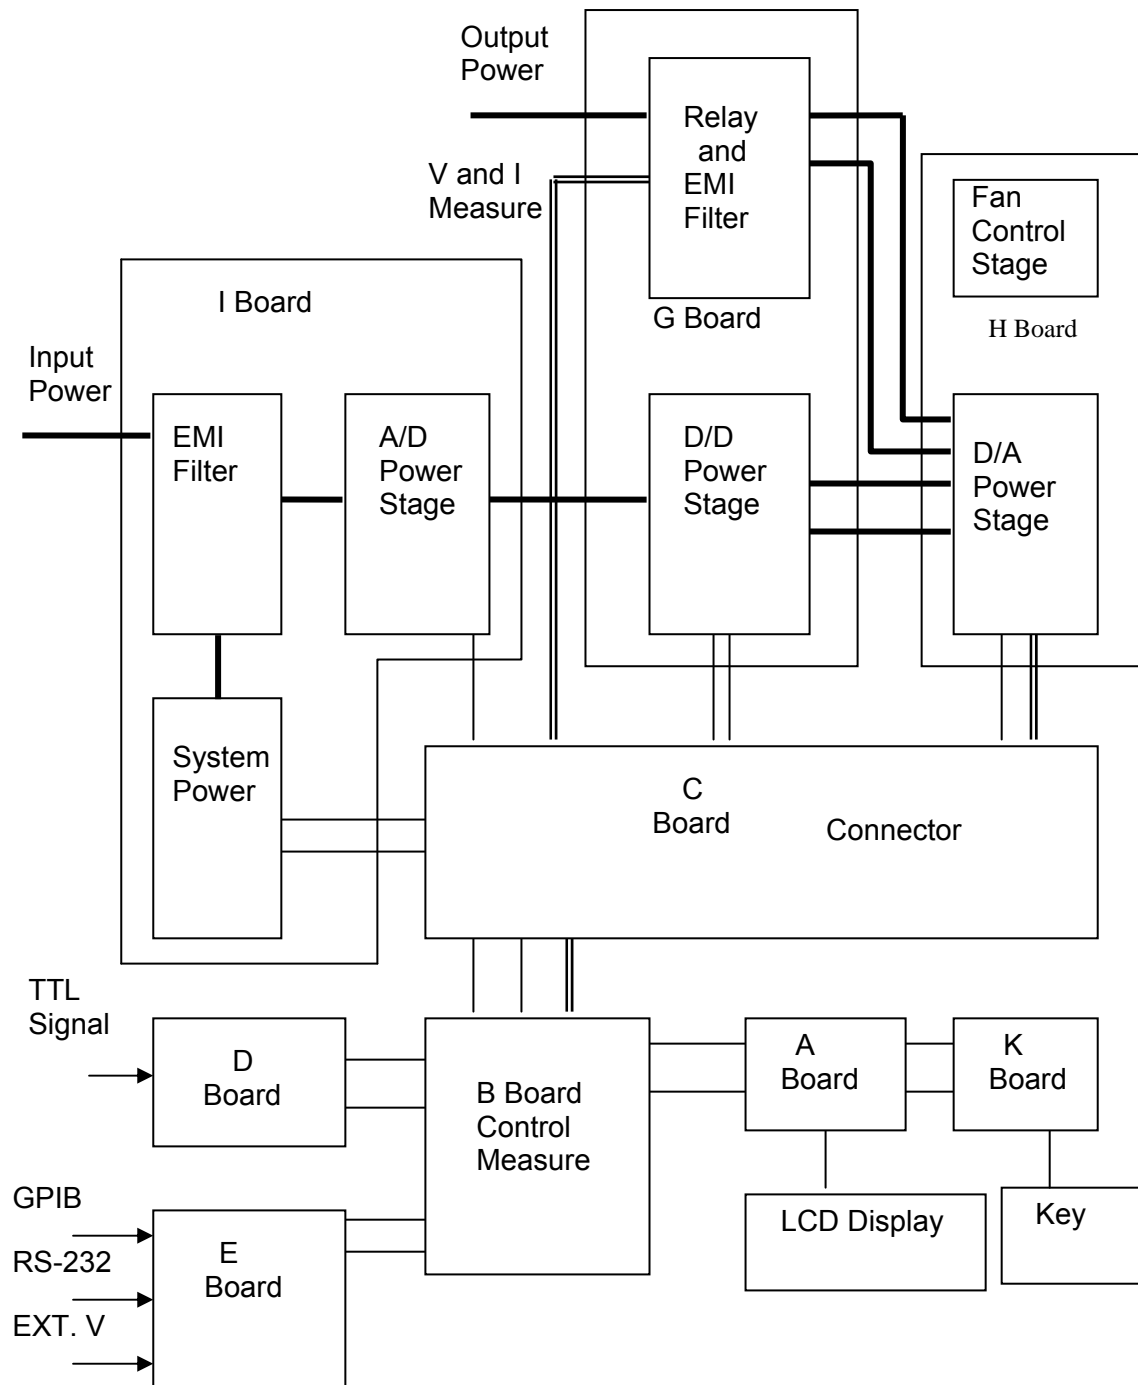 Output
Power
Relay
and
EMI
Filter
V and I
Measure
Fan
Control
Stage
I Board
G Board
H Board
Input
Power
EMI
Filter
A/D
Power
Stage
D/D
Power
Stage
D/A
Power
Stage
System
Power
C
Board
Connector
TTL
Signal
D
Board
B Board
Control
Measure
A
Board
K
Board
GPIB
RS-232
EXT. V
E
Board
LCD Display
Key